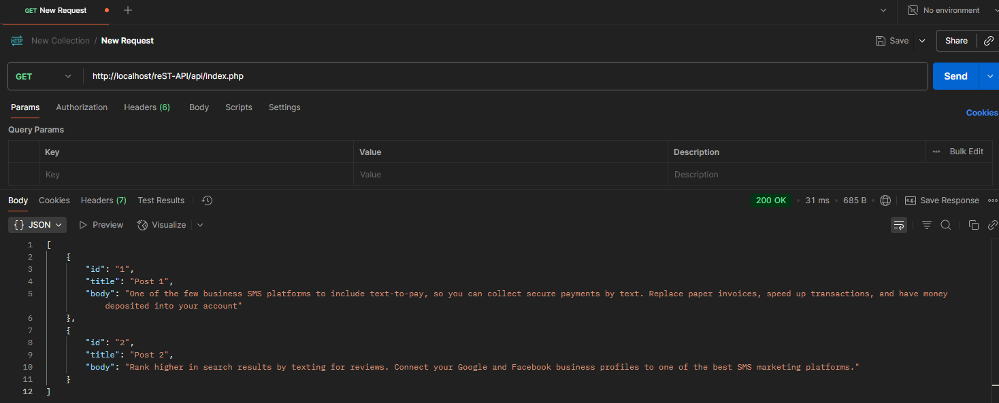 GET New Request
No environment
HTTP New Collection / New Request Save Share
GET http://localhost/reST-API/api/index.php Send
Params Authorization Headers (6) Body Scripts Settings
Cookies
Query Params
Key Value Description Bulk Edit
Key Value Description
Body Cookies Headers (7) Test Results 200 OK • 31 ms • 685 B • e.g. Save Response
{} JSON Preview Visualize
1 [
2 {
3 "id": "1",
4 "title": "Post 1",
5 "body": "One of the few business SMS platforms to include text-to-pay, so you can collect secure payments by text. Replace paper invoices, speed up transactions, and have money
deposited into your account"
6 },
7 {
8 "id": "2",
9 "title": "Post 2",
10 "body": "Rank higher in search results by texting for reviews. Connect your Google and Facebook business profiles to one of the best SMS marketing platforms."
11 }
12 ]